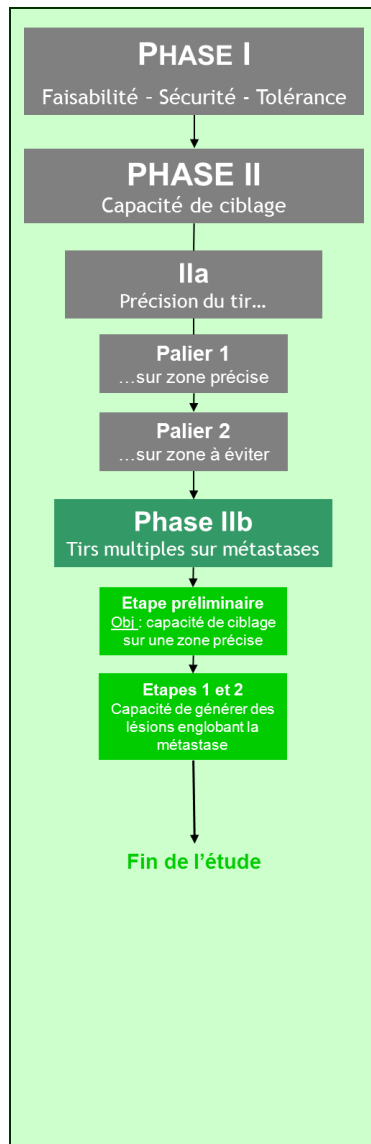 PHASE I
Faisabilité – Sécurité - Tolérance
PHASE II
Capacité de ciblage
IIa
Précision du tir…
Palier 1
…sur zone précise
Palier 2
…sur zone à éviter
Phase IIb
Tirs multiples sur métastases
Etape préliminaire
Obj : capacité de ciblage
sur une zone précise
Etapes 1 et 2
Capacité de générer des
lésions englobant la
métastase
Fin de l’étude